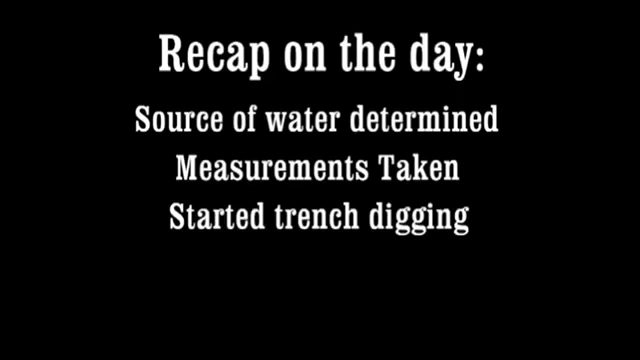 Recap on the day:
Source of water determined
Measurements Taken
Started trench digging